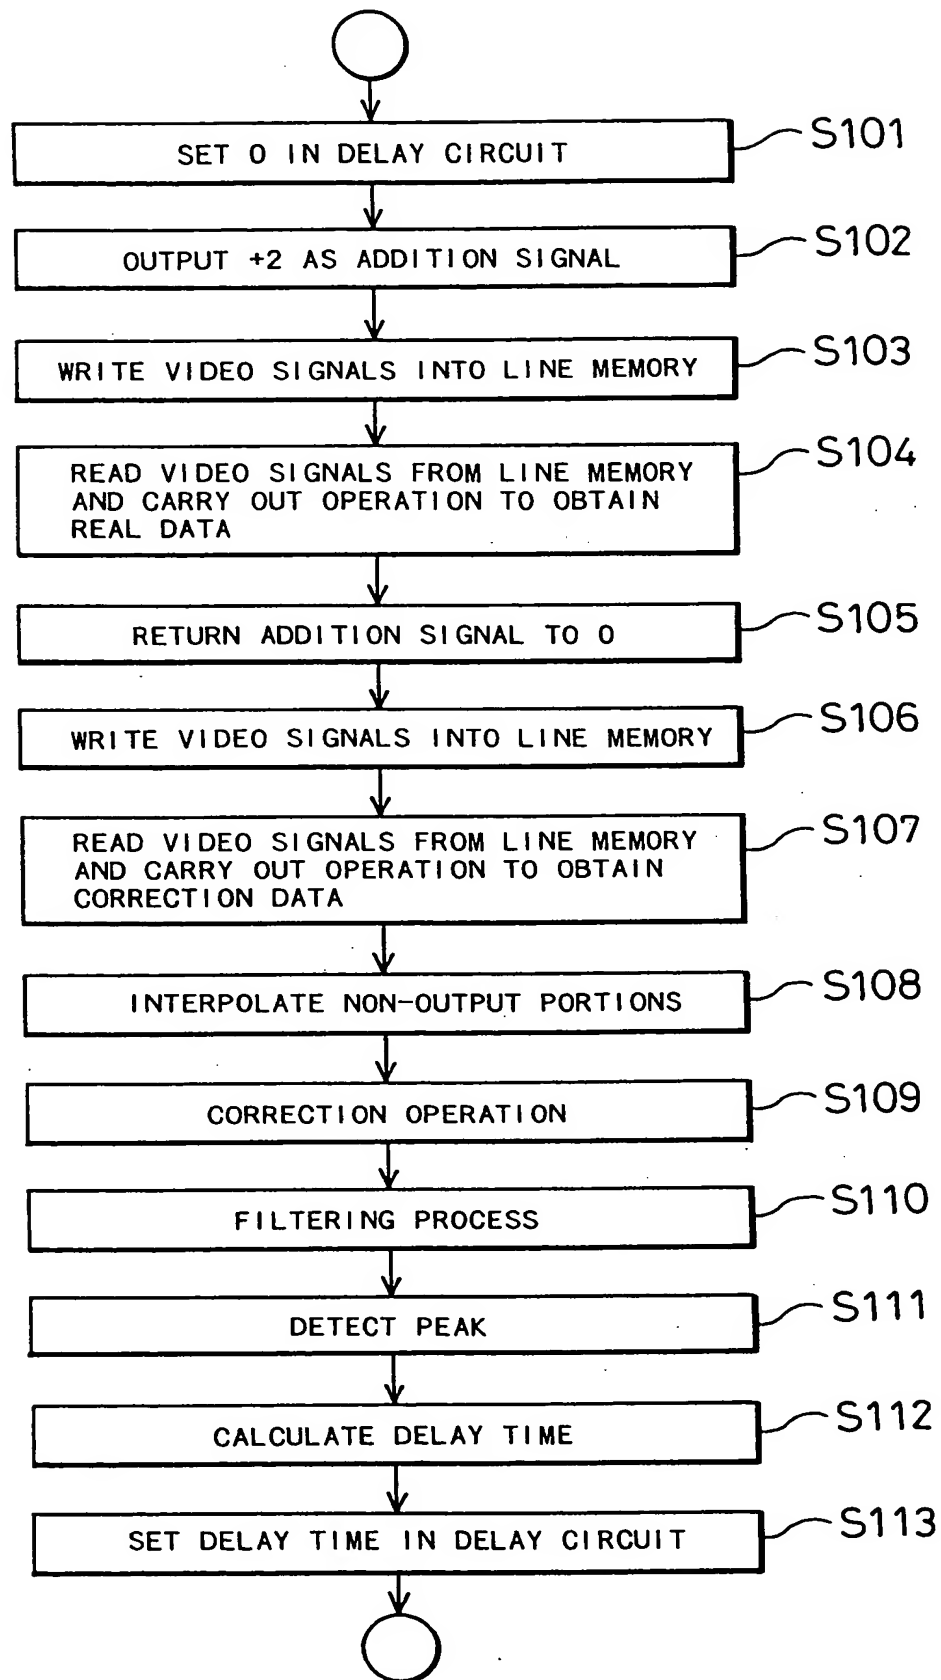 SET 0 IN DELAY CIRCUIT
S101
OUTPUT +2 AS ADDITION SIGNAL
S102
WRITE VIDEO SIGNALS INTO LINE MEMORY
S103
READ VIDEO SIGNALS FROM LINE MEMORY
AND CARRY OUT OPERATION TO OBTAIN
REAL DATA
S104
RETURN ADDITION SIGNAL TO 0
S105
WRITE VIDEO SIGNALS INTO LINE MEMORY
S106
READ VIDEO SIGNALS FROM LINE MEMORY
AND CARRY OUT OPERATION TO OBTAIN
CORRECTION DATA
S107
INTERPOLATE NON-OUTPUT PORTIONS
S108
CORRECTION OPERATION
S109
FILTERING PROCESS
S110
DETECT PEAK
S111
CALCULATE DELAY TIME
S112
SET DELAY TIME IN DELAY CIRCUIT
S113